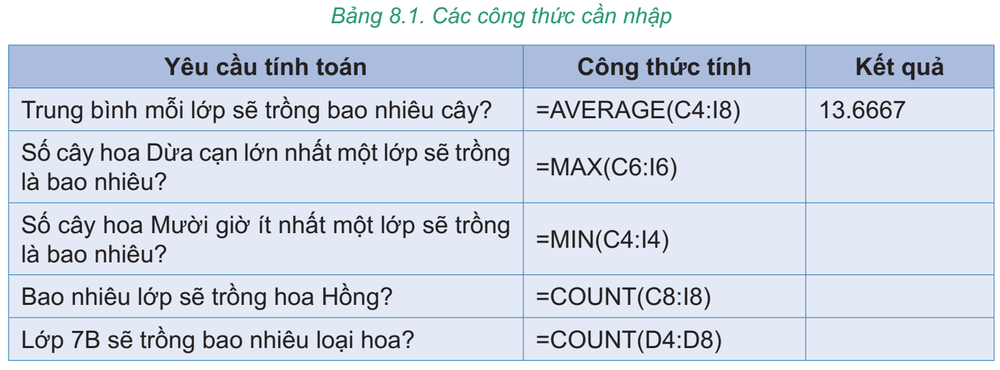 Bảng 8.1. Các công thức cần nhập
Yêu cầu tính toán Công thức tính Kết quả
Trung bình mỗi lớp sẽ trồng bao nhiêu cây? =AVERAGE(C4:I8) 13.6667
Số cây hoa Dừa cạn lớn nhất một lớp sẽ trồng
là bao nhiêu?
=MAX(C6:I6)
Số cây hoa Mười giờ ít nhất một lớp sẽ trồng
là bao nhiêu?
=MIN(C4:I4)
Bao nhiêu lớp sẽ trồng hoa Hồng? =COUNT(C8:I8)
Lớp 7B sẽ trồng bao nhiêu loại hoa? =COUNT(D4:D8)